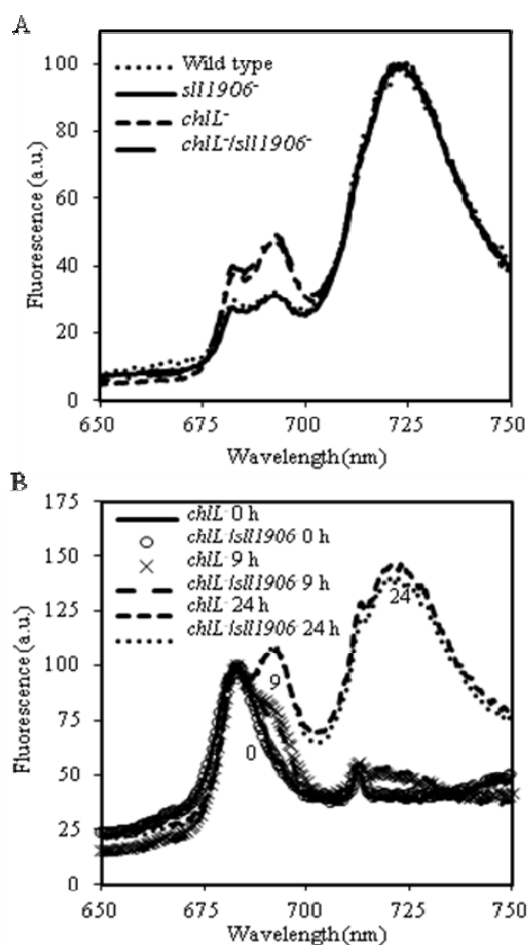 A
Wild type
sll1906-
chlL-
chlL-/sll1906-
Fluorescence (a.u.)
100
80
60
40
20
0
650
675
700
725
750
Wavelength (nm)
B
chlL- 0 h
chlL-/sll1906- 0 h
chlL- 9 h
chlL-/sll1906- 9 h
chlL- 24 h
chlL-/sll1906- 24 h
Fluorescence (a.u.)
175
150
125
100
75
50
25
0
24
9
0
650
675
700
725
750
Wavelength (nm)